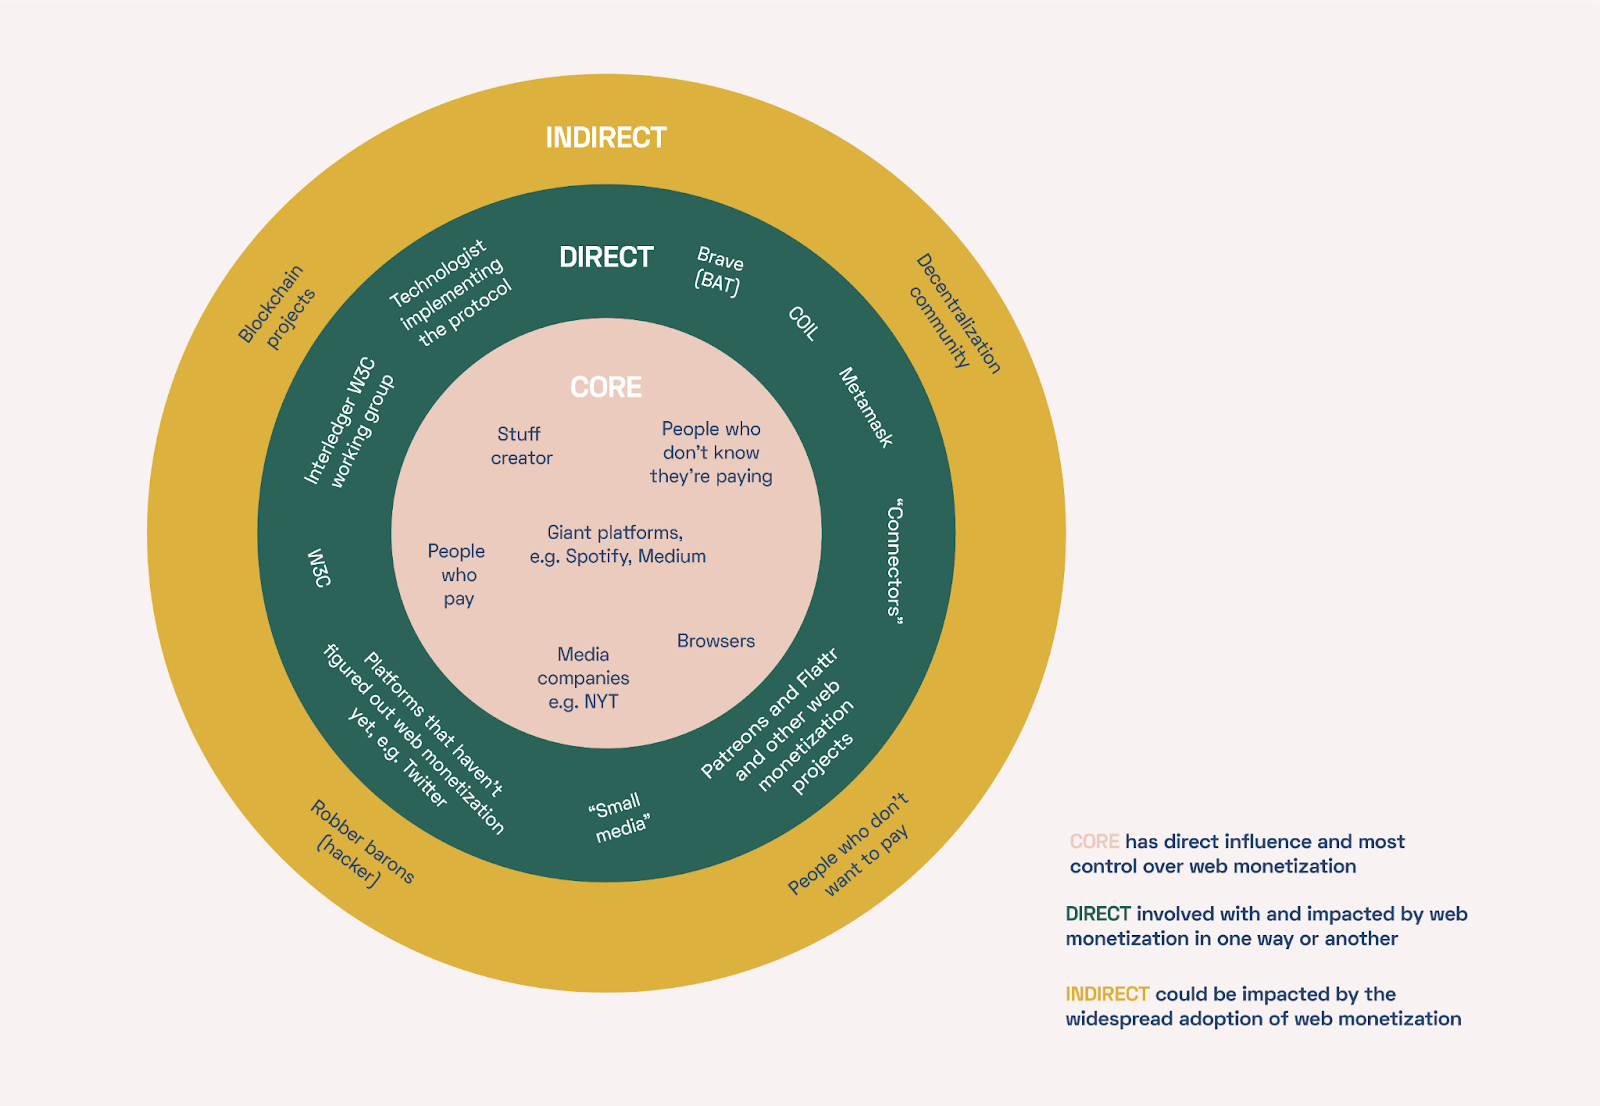 INDIRECT
Blockchain
projects
Decentralization
community
Robber barons
(hacker)
People who don't
want to pay
DIRECT
Technologist
implementing
the protocol
Brave
(BAT)
COIL
Metamask
"Connectors"
Patreons and Flattr
and other web
monetization
projects
"Small
media"
Platforms that haven't
figured out web monetization
yet, e.g. Twitter
W3C
Interledger W3C
working group
CORE
Stuff
creator
People who
don't know
they're paying
Giant platforms,
e.g. Spotify, Medium
People
who
pay
Browsers
Media
companies
e.g. NYT
CORE has direct influence and most
control over web monetization
DIRECT involved with and impacted by web
monetization in one way or another
INDIRECT could be impacted by the
widespread adoption of web monetization